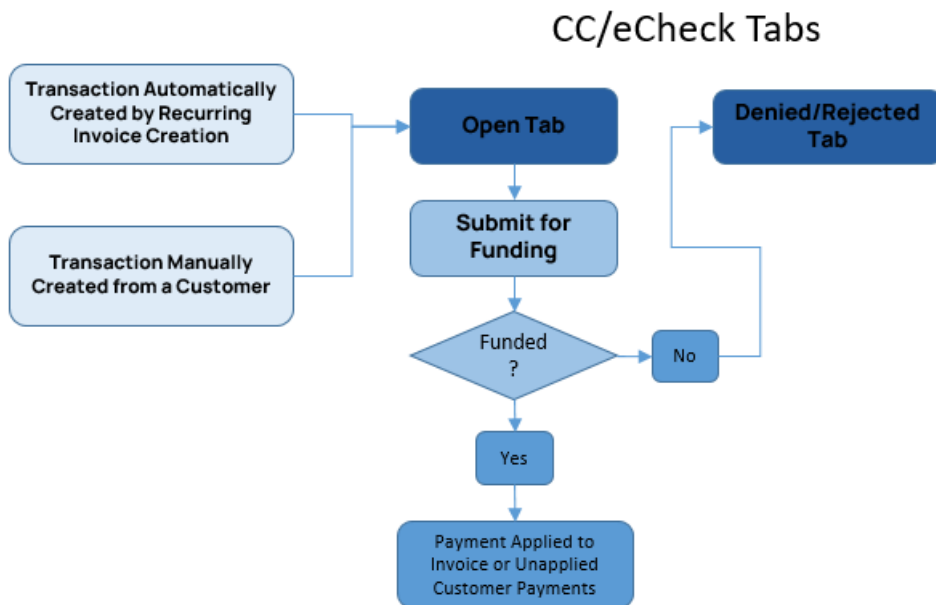 CC/eCheck Tabs
Transaction Automatically
Created by Recurring
Invoice Creation
Open Tab
Denied/Rejected
Tab
Submit for
Funding
Transaction Manually
Created from a Customer
Funded
?
No
Yes
Payment Applied to
Invoice or Unapplied
Customer Payments